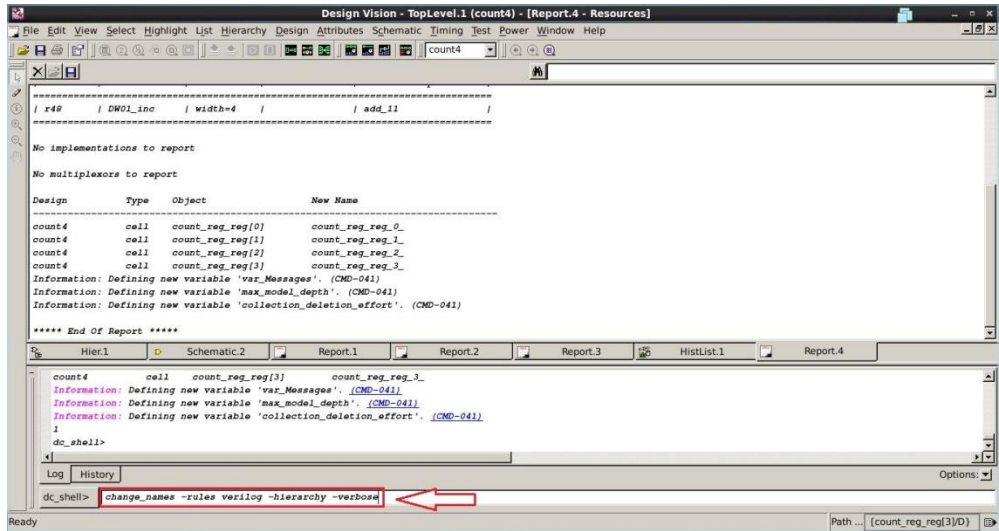 Design Vision - TopLevel.1 (count4) - [Report.4 - Resources]
File Edit View Select Highlight List Hierarchy Design Attributes Schematic Timing Test Power Window Help
count4
| r48 | DW01_inc | width=4 | | add_11 |
No implementations to report
No multiplexors to report
Design Type Object New Name
count4 cell count_reg_reg[0] count_reg_reg_0_
count4 cell count_reg_reg[1] count_reg_reg_1_
count4 cell count_reg_reg[2] count_reg_reg_2_
count4 cell count_reg_reg[3] count_reg_reg_3_
Information: Defining new variable 'var_Messages'. (CMD-041)
Information: Defining new variable 'max_model_depth'. (CMD-041)
Information: Defining new variable 'collection_deletion_effort'. (CMD-041)
***** End Of Report *****
Hier.1 Schematic.2 Report.1 Report.2 Report.3 HistList.1 Report.4
count4 cell count_reg_reg[3] count_reg_reg_3_
Information: Defining new variable 'var_Messages'. (CMD-041)
Information: Defining new variable 'max_model_depth'. (CMD-041)
Information: Defining new variable 'collection_deletion_effort'. (CMD-041)
1
dc_shell>
Log History Options:
dc_shell> change_names -rules verilog -hierarchy -verbose
Ready Path ... {count_reg_reg[3]/D}